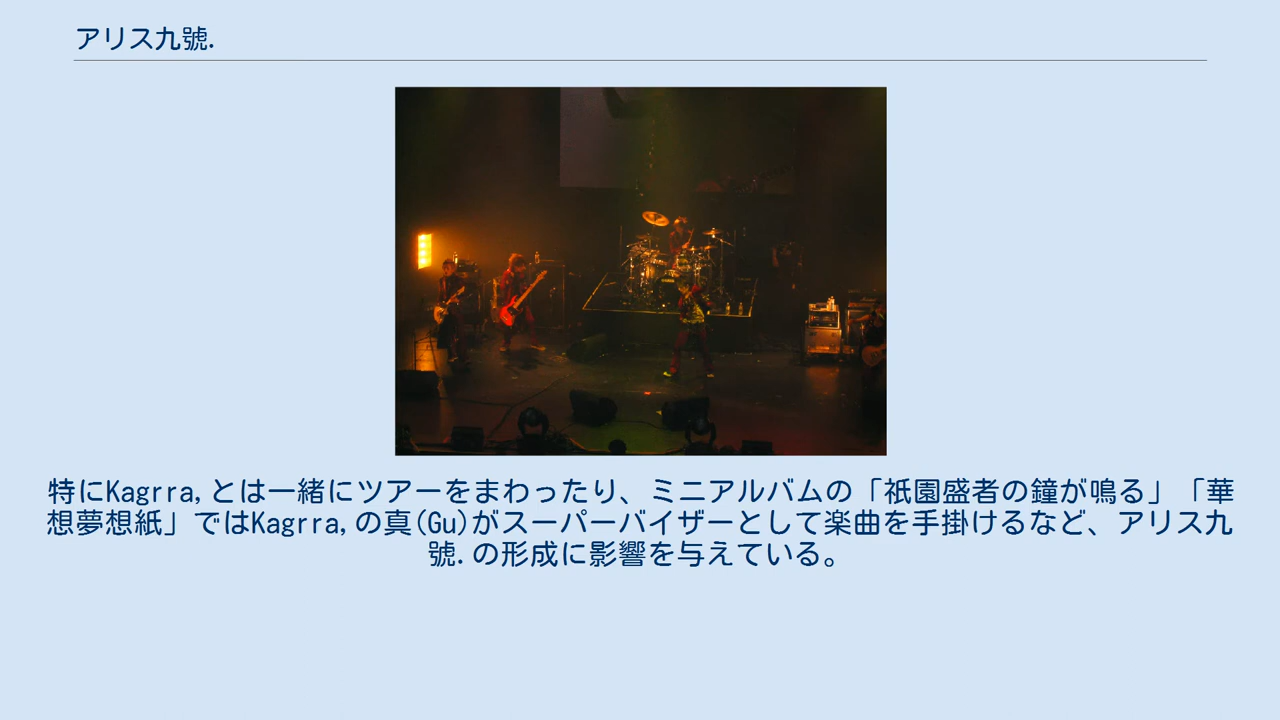 アリス九號.
特にKagrra,とは一緒にツアーをまわったり、ミニアルバムの「祇園盛者の鐘が鳴る」「華
想夢想紙」ではKagrra,の真(Gu)がスーパーバイザーとして楽曲を手掛けるなど、アリス九
號.の形成に影響を与えている。